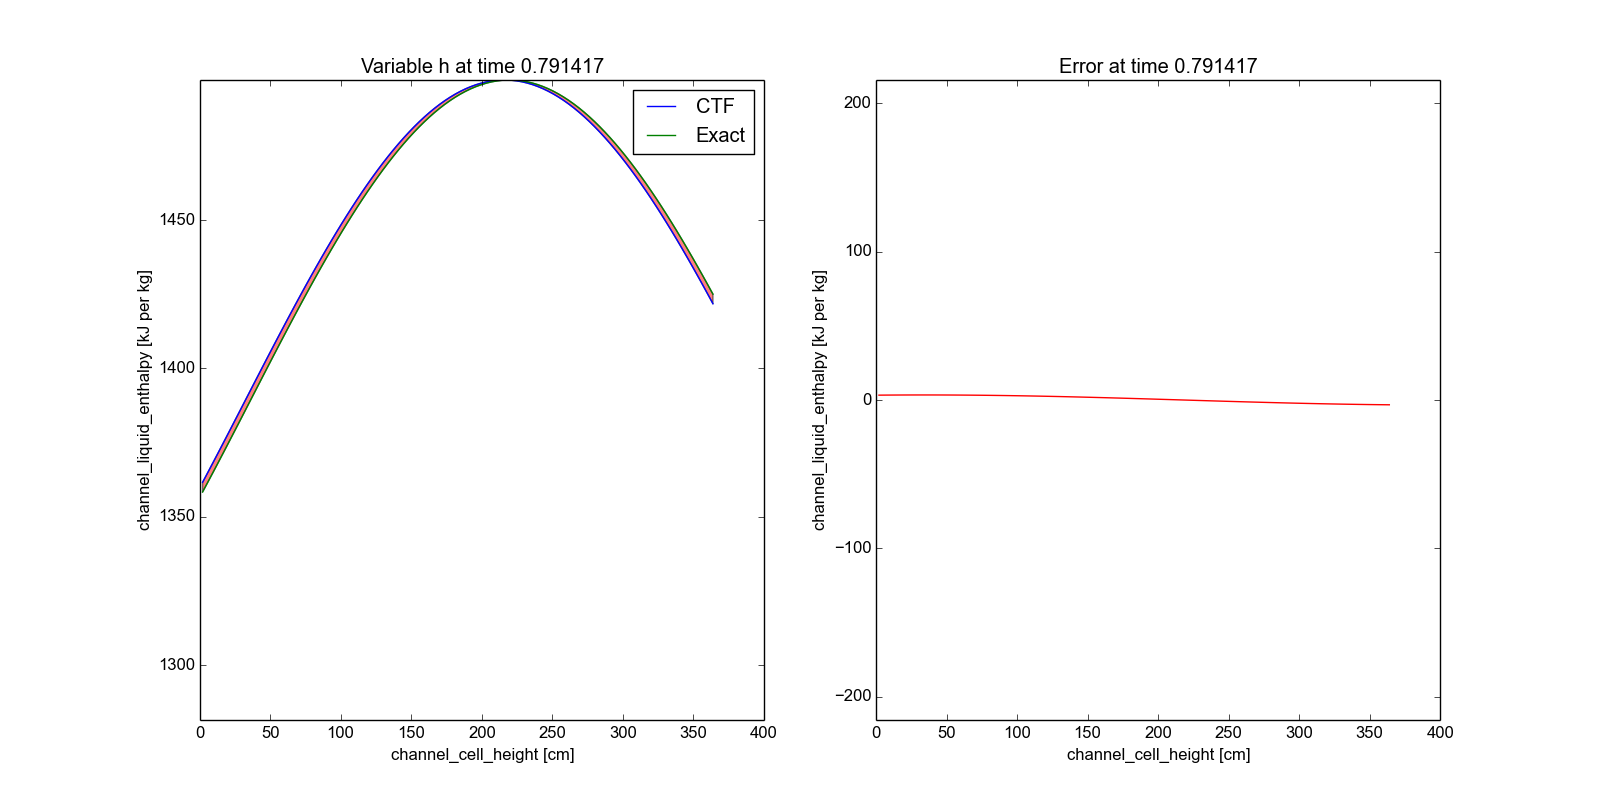 Variable h at time 0.791417
CTF
Exact
1450
1400
1350
1300
channel_liquid_enthalpy [kJ per kg]
0 50 100 150 200 250 300 350 400
channel_cell_height [cm]
Error at time 0.791417
200
100
0
−100
−200
channel_liquid_enthalpy [kJ per kg]
0 50 100 150 200 250 300 350 400
channel_cell_height [cm]